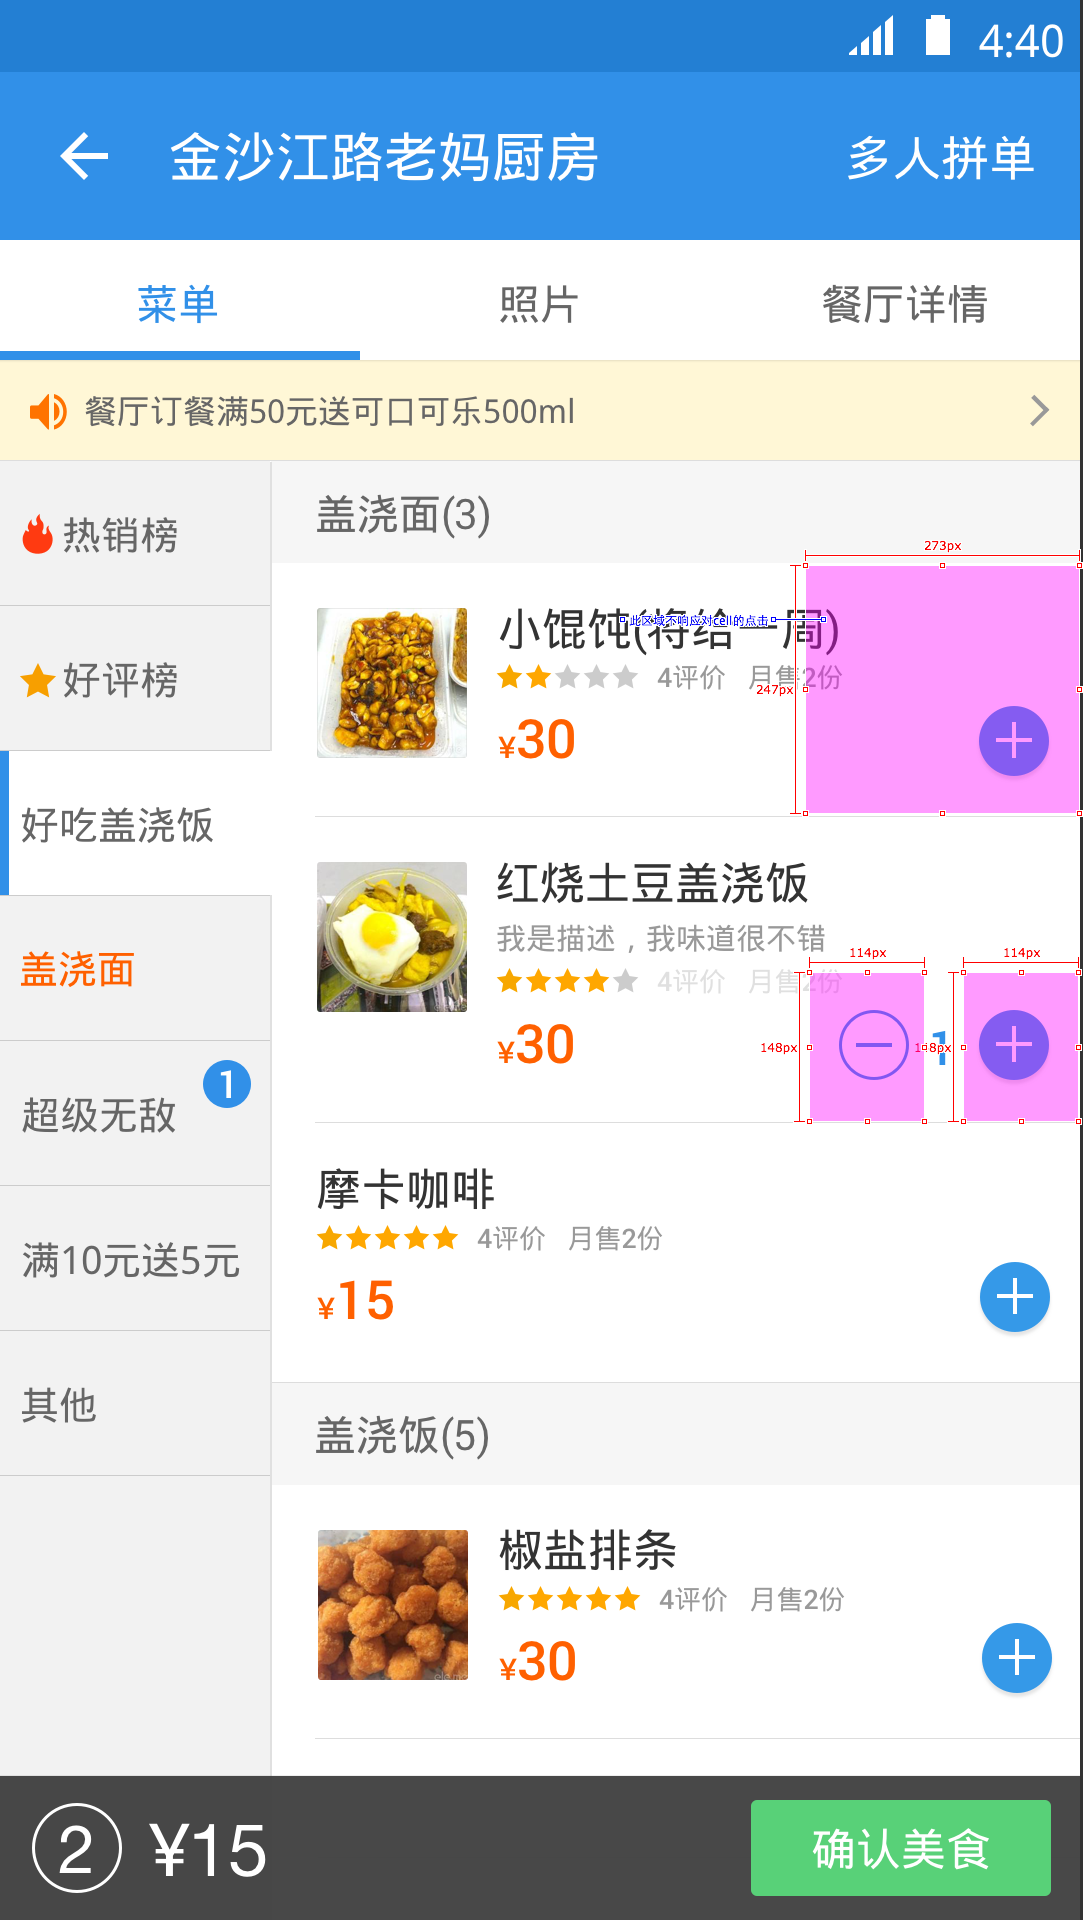 4:40
金沙江路老妈厨房
多人拼单
菜单
照片
餐厅详情
餐厅订餐满50元送可口可乐500ml
热销榜
好评榜
好吃盖浇饭
盖浇面
超级无敌
1
满10元送5元
其他
盖浇面(3)
273px
小馄饨(将给一周)
此区域不响应对cell的点击
4评价 月售2份
247px
¥30
红烧土豆盖浇饭
我是描述，我味道很不错
114px
114px
4评价 月售2份
¥30
148px
1
148px
摩卡咖啡
4评价 月售2份
¥15
盖浇饭(5)
椒盐排条
4评价 月售2份
¥30
2
¥15
确认美食